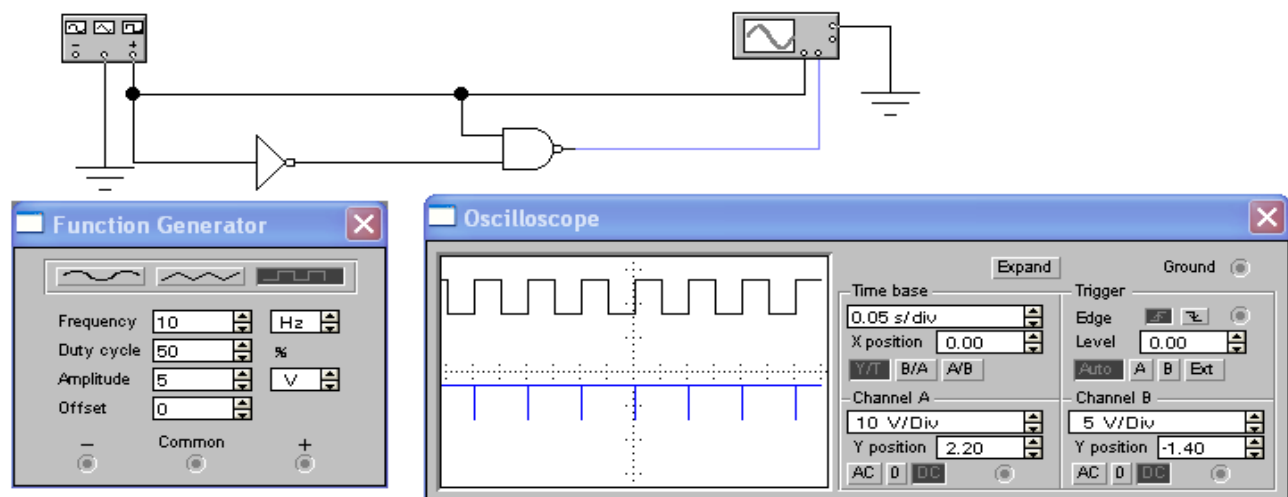 − +
Function Generator
Frequency 10 Hz
Duty cycle 50 %
Amplitude 5 V
Offset 0
− Common +
Oscilloscope
Expand Ground
Time base
0.05 s/div
X position 0.00
Y/T B/A A/B
Trigger
Edge
Level 0.00
Auto A B Ext
Channel A
10 V/Div
Y position 2.20
AC 0 DC
Channel B
5 V/Div
Y position -1.40
AC 0 DC